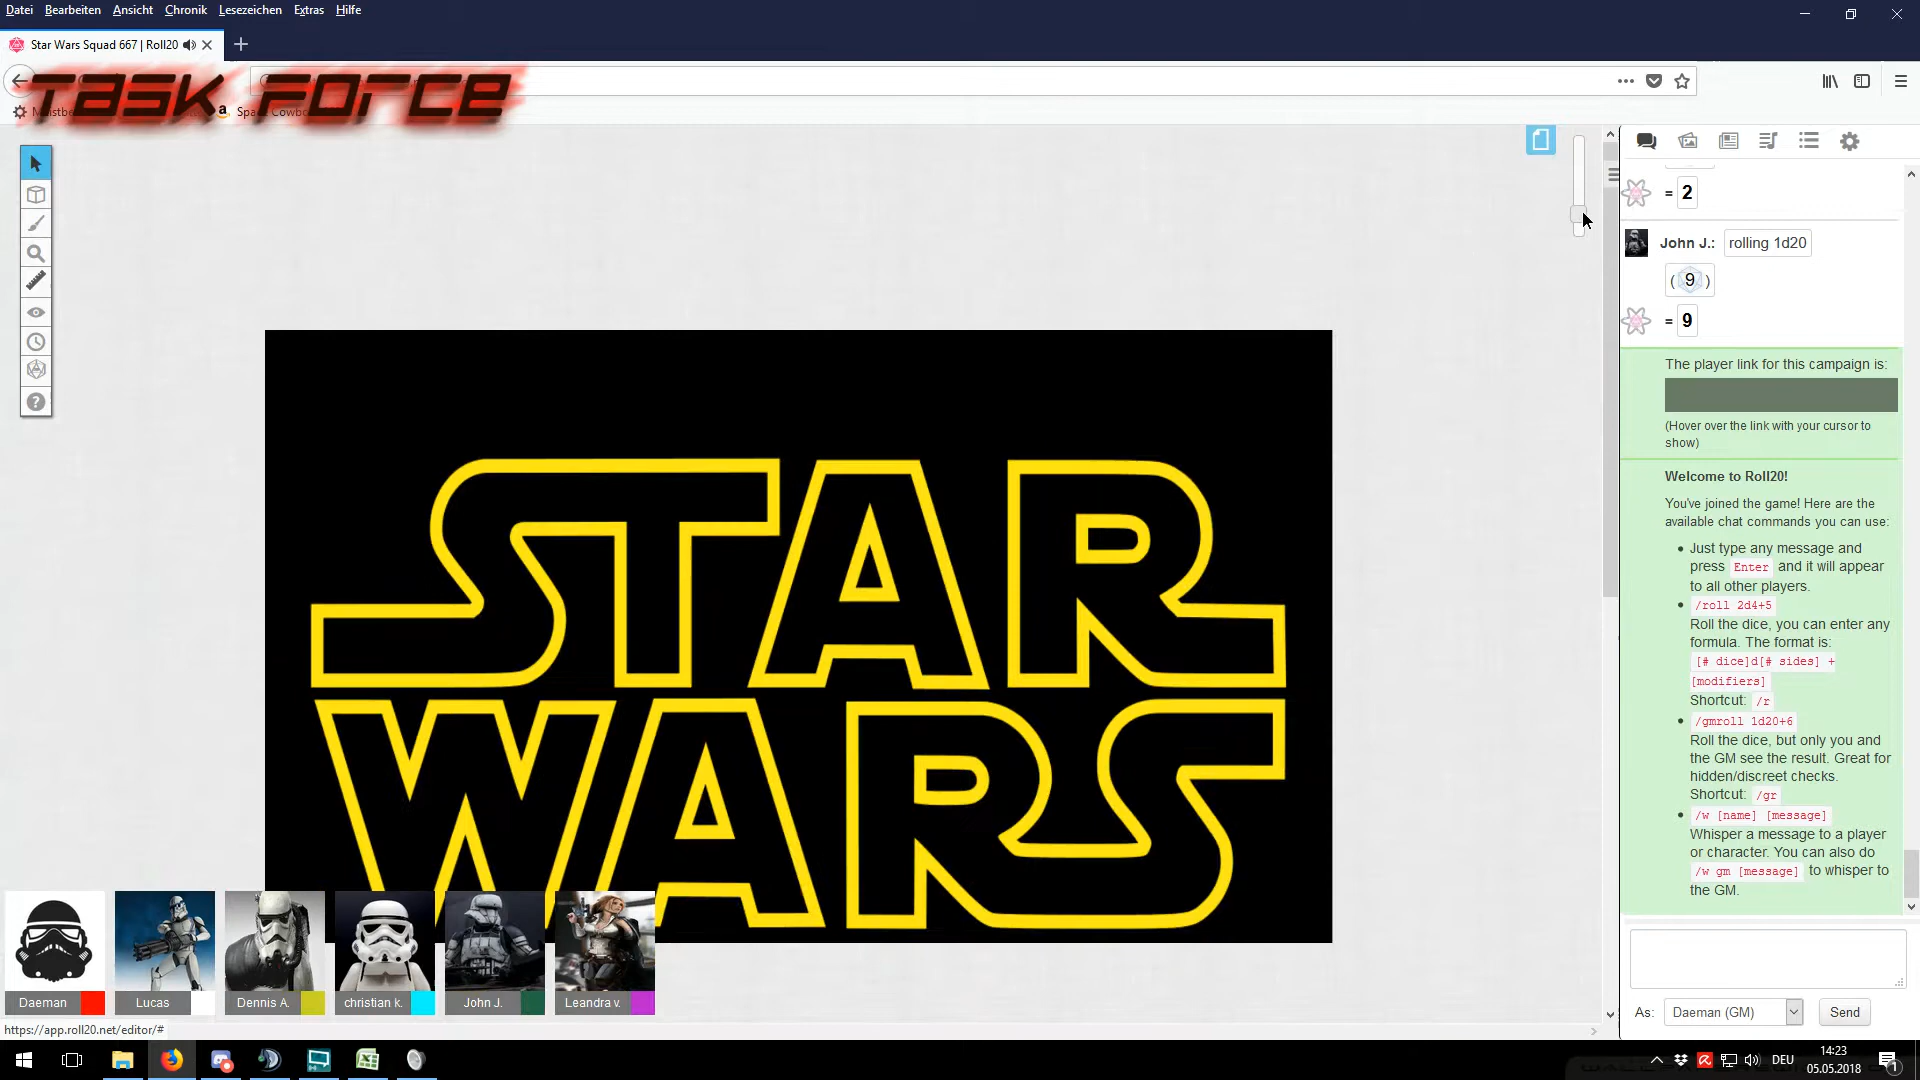 Datei Bearbeiten Ansicht Chronik Lesezeichen Extras Hilfe
Star Wars Squad 667 | Roll20
TASK FORCE
= 2
John J.: rolling 1d20
( 9 )
= 9
The player link for this campaign is:
(Hover over the link with your cursor to
show)
Welcome to Roll20!
You've joined the game! Here are the
available chat commands you can use:
Just type any message and
press Enter and it will appear
to all other players.
/roll 2d4+5
Roll the dice, you can enter any
formula. The format is:
[# dice]d[# sides] +
[modifiers]
Shortcut: /r
/gmroll 1d20+6
Roll the dice, but only you and
the GM see the result. Great for
hidden/discreet checks.
Shortcut: /gr
/w [name] [message]
Whisper a message to a player
or character. You can also do
/w gm [message] to whisper to
the GM.
As: Daeman (GM) Send
STAR
WARS
Daeman Lucas Dennis A. christian k. John J. Leandra v.
https://app.roll20.net/editor/#
DEU
14:23
05.05.2018
1